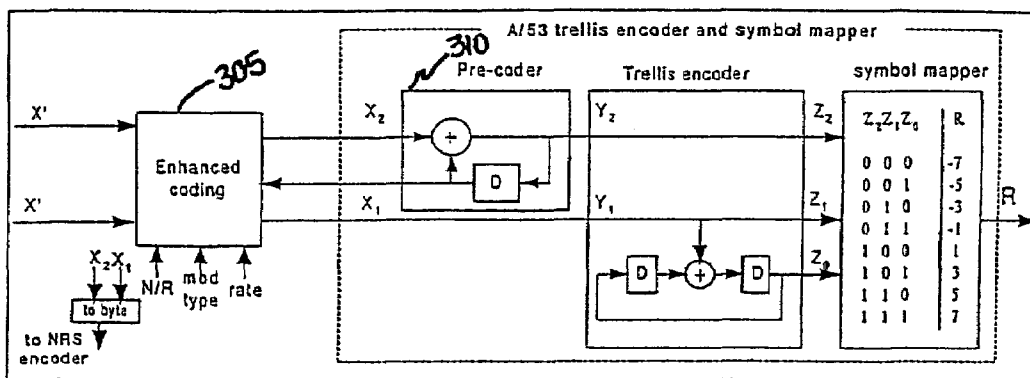 A/53 trellis encoder and symbol mapper
310
305
Pre-coder
Trellis encoder
symbol mapper
X'
X₂
Y₂
Z₂
Z₂Z₁Z₀ R
Enhanced
coding
+
D
0 0 0 -7
0 0 1 -5
0 1 0 -3
0 1 1 -1
1 0 0 1
1 0 1 3
1 1 0 5
1 1 1 7
R
X'
X₁
Y₁
Z₁
Z₀
D
+
D
X₂X₁
N/R
mod
type
rate
to byte
to NRS
encoder